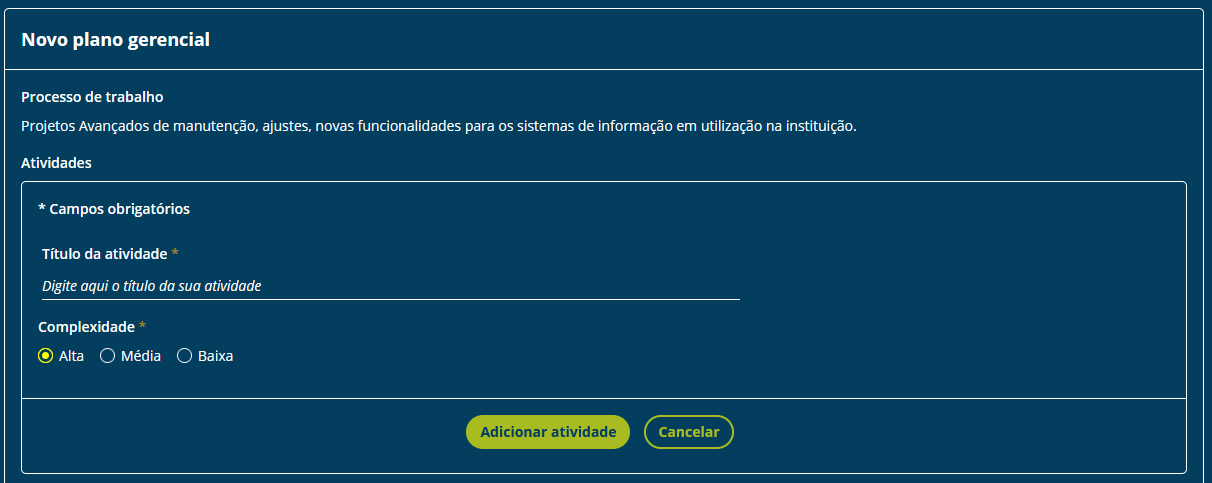 Novo plano gerencial
Processo de trabalho
Projetos Avançados de manutenção, ajustes, novas funcionalidades para os sistemas de informação em utilização na instituição.
Atividades
* Campos obrigatórios
Título da atividade *
Digite aqui o título da sua atividade
Complexidade *
Alta Média Baixa
Adicionar atividade Cancelar